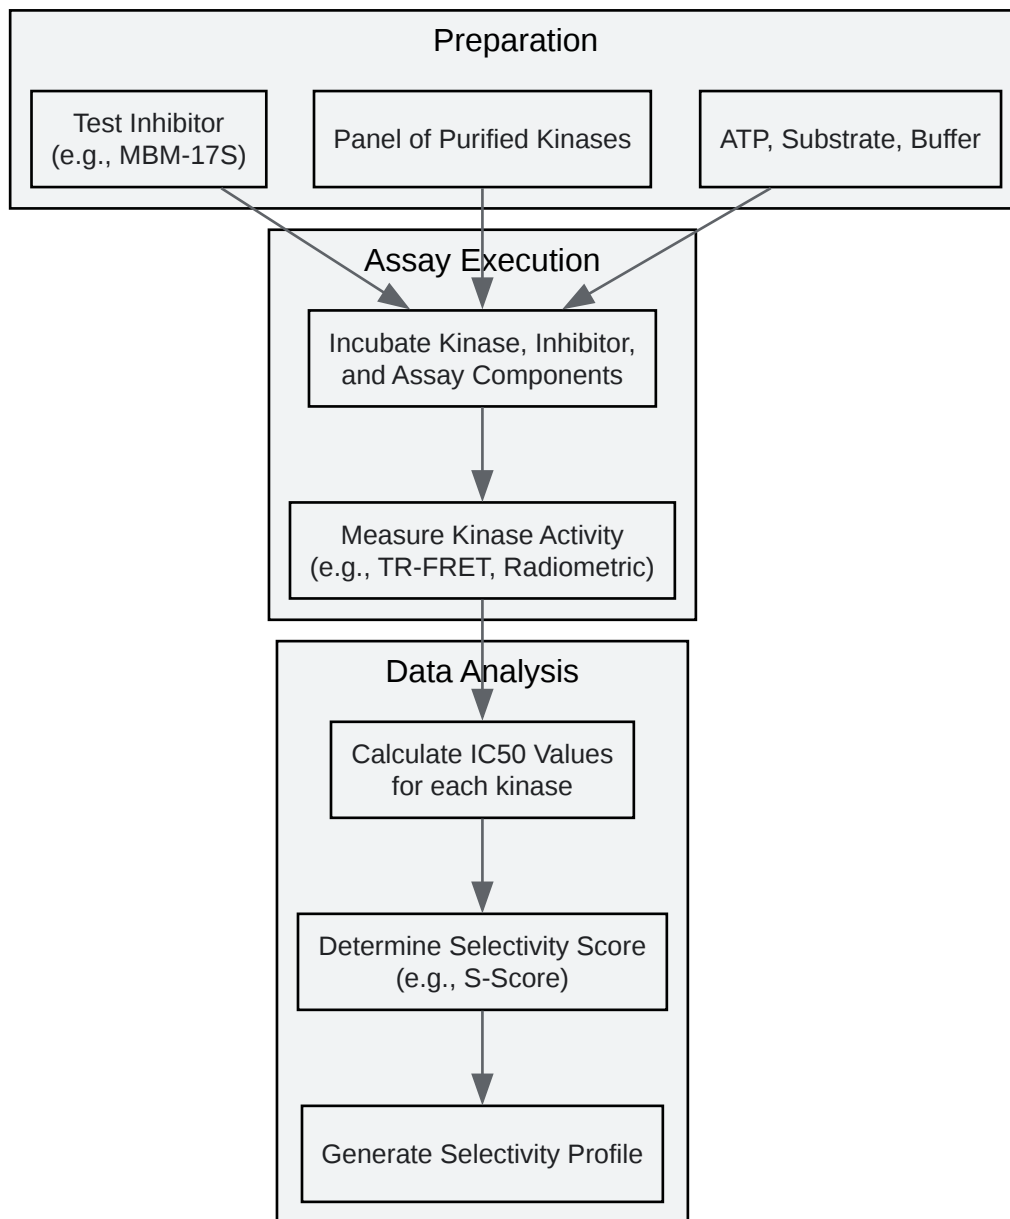 Preparation
Test Inhibitor
(e.g., MBM-17S)
Panel of Purified Kinases
ATP, Substrate, Buffer
Assay Execution
Incubate Kinase, Inhibitor,
and Assay Components
Measure Kinase Activity
(e.g., TR-FRET, Radiometric)
Data Analysis
Calculate IC50 Values
for each kinase
Determine Selectivity Score
(e.g., S-Score)
Generate Selectivity Profile